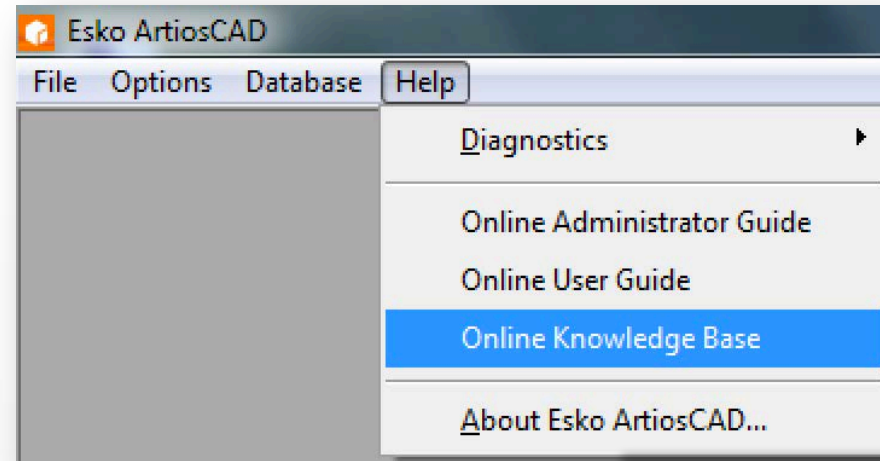 Esko ArtiosCAD
File Options Database Help
Diagnostics
Online Administrator Guide
Online User Guide
Online Knowledge Base
About Esko ArtiosCAD...